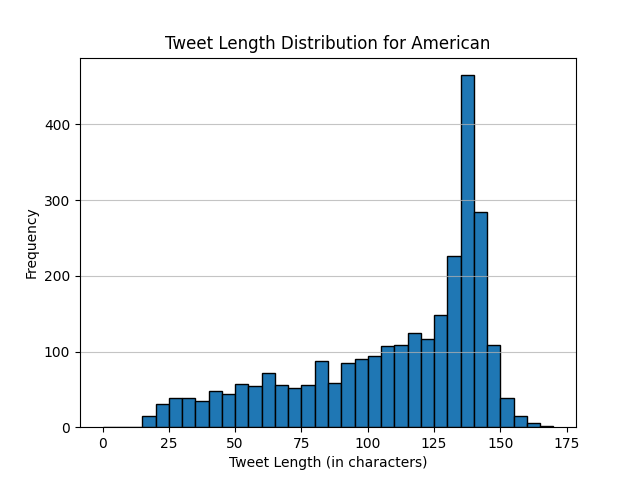 Tweet Length Distribution for American
Frequency
400
300
200
100
0
0 25 50 75 100 125 150 175
Tweet Length (in characters)